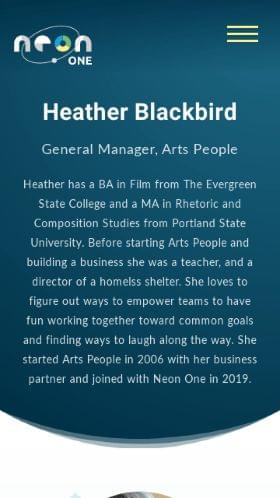 neon
ONE
Heather Blackbird
General Manager, Arts People
Heather has a BA in Film from The Evergreen
State College and a MA in Rhetoric and
Composition Studies from Portland State
University. Before starting Arts People and
building a business she was a teacher, and a
director of a homelss shelter. She loves to
figure out ways to empower teams to have
fun working together toward common goals
and finding ways to laugh along the way. She
started Arts People in 2006 with her business
partner and joined with Neon One in 2019.